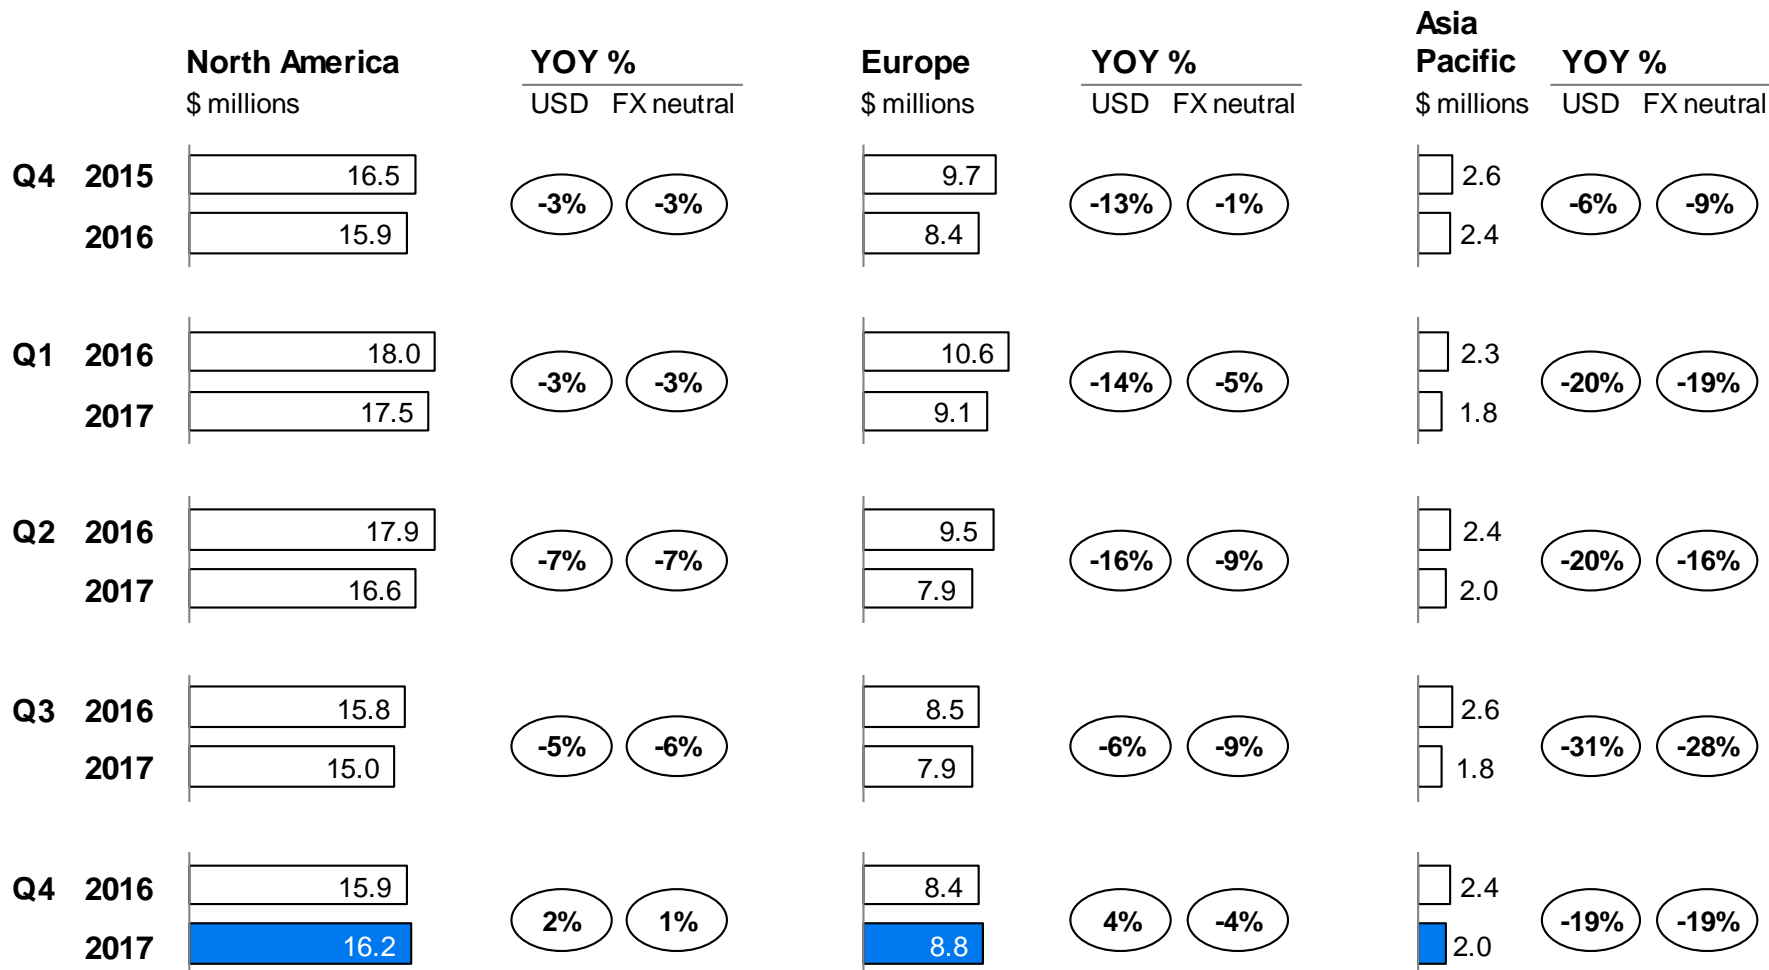 Asia
North America YOY % Europe YOY % Pacific YOY %
$ millions USD FX neutral $ millions USD FX neutral $ millions USD FX neutral
Q4 2015 16.5 9.7 2.6
-3% -3% -13% -1% -6% -9%
2016 15.9 8.4 2.4
Q1 2016 18.0 10.6 2.3
-3% -3% -14% -5% -20% -19%
2017 17.5 9.1 1.8
Q2 2016 17.9 9.5 2.4
-7% -7% -16% -9% -20% -16%
2017 16.6 7.9 2.0
Q3 2016 15.8 8.5 2.6
-5% -6% -6% -9% -31% -28%
2017 15.0 7.9 1.8
Q4 2016 15.9 8.4 2.4
2% 1% 4% -4% -19% -19%
2017 16.2 8.8 2.0